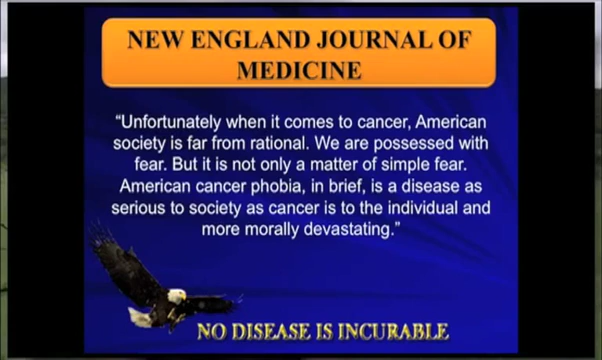 NEW ENGLAND JOURNAL OF
MEDICINE
“Unfortunately when it comes to cancer, American
society is far from rational. We are possessed with
fear. But it is not only a matter of simple fear.
American cancer phobia, in brief, is a disease as
serious to society as cancer is to the individual and
more morally devastating.”
NO DISEASE IS INCURABLE